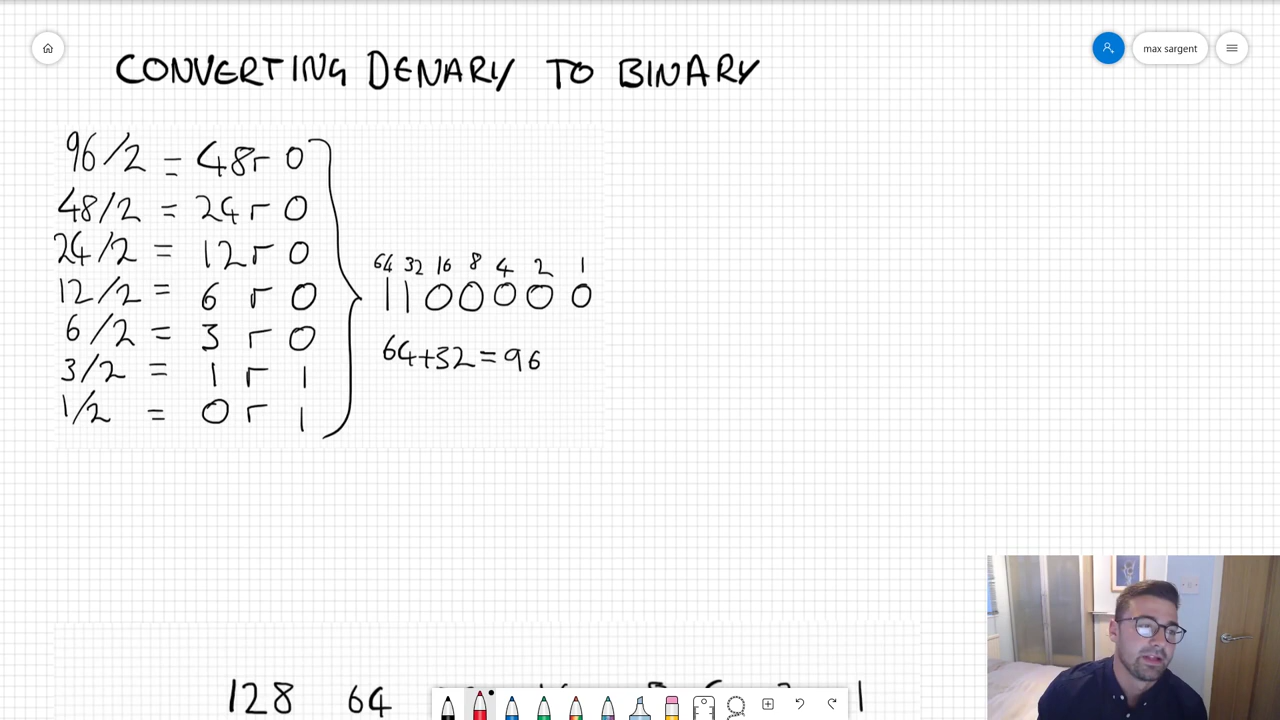 CONVERTING DENARY TO BINARY
max sargent
96/2 = 48 r 0
48/2 = 24 r 0
24/2 = 12 r 0
12/2 = 6 r 0
6/2 = 3 r 0
3/2 = 1 r 1
1/2 = 0 r 1
64 32 16 8 4 2 1
1 1 0 0 0 0 0
64+32=96
128 64 1